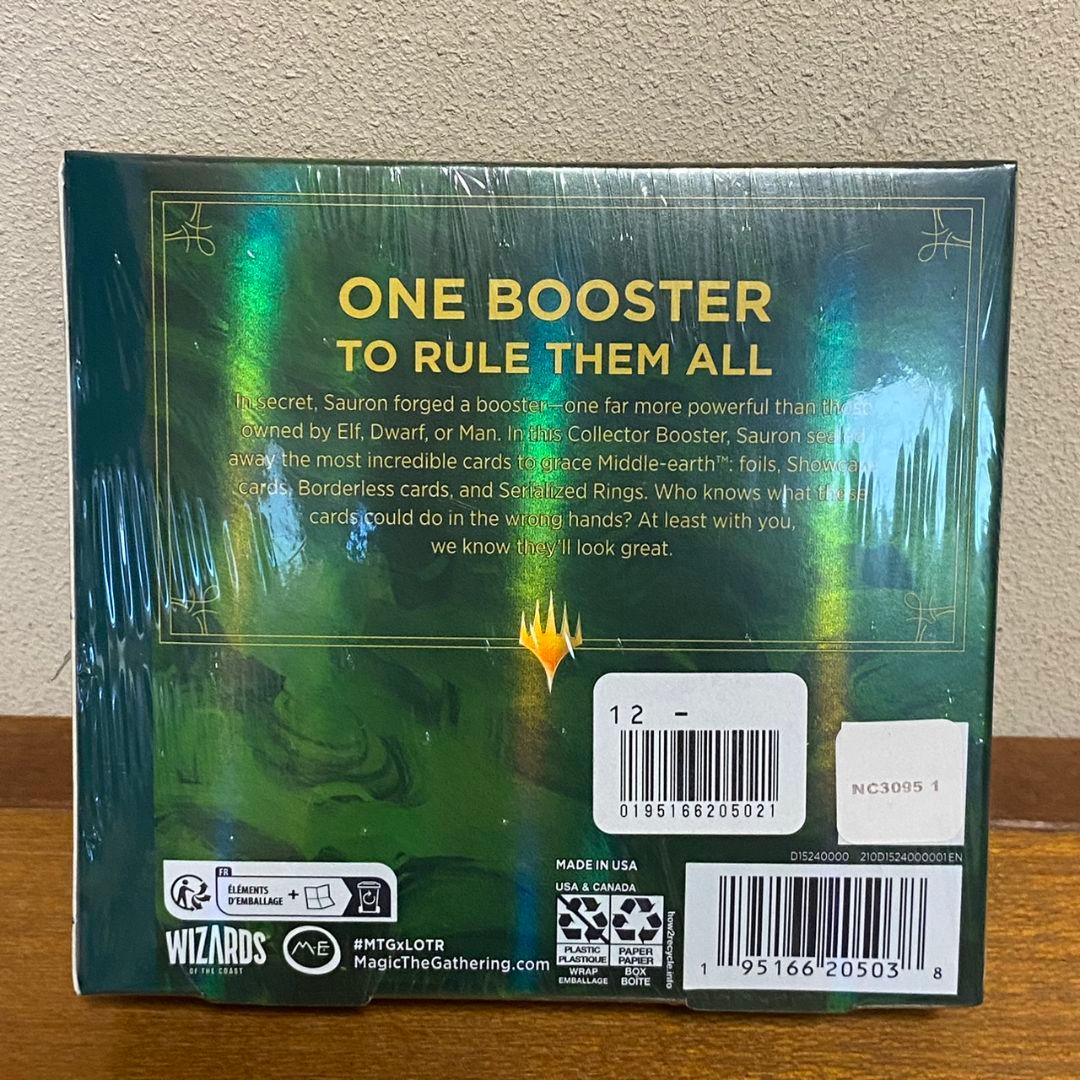 ONE BOOSTER
TO RULE THEM ALL
In secret, Sauron forged a booster—one far more powerful than those
owned by Elf, Dwarf, or Man. In this Collector Booster, Sauron sealed
away the most incredible cards to grace Middle-earth™: foils, Showcase
cards, Borderless cards, and Serialized Rings. Who knows what these
cards could do in the wrong hands? At least with you,
we know they'll look great.
12 -
0195166205021
NC3095 1
D15240000 210D1524000001EN
FR
ÉLÉMENTS
D'EMBALLAGE +
WIZARDS
OF THE COAST
M-E
#MTGxLOTR
MagicTheGathering.com
MADE IN USA
USA & CANADA
PLASTIC
PLASTIQUE
WRAP
EMBALLAGE
PAPER
PAPIER
BOX
BOÎTE
how2recycle.info
1 95166 20503 8